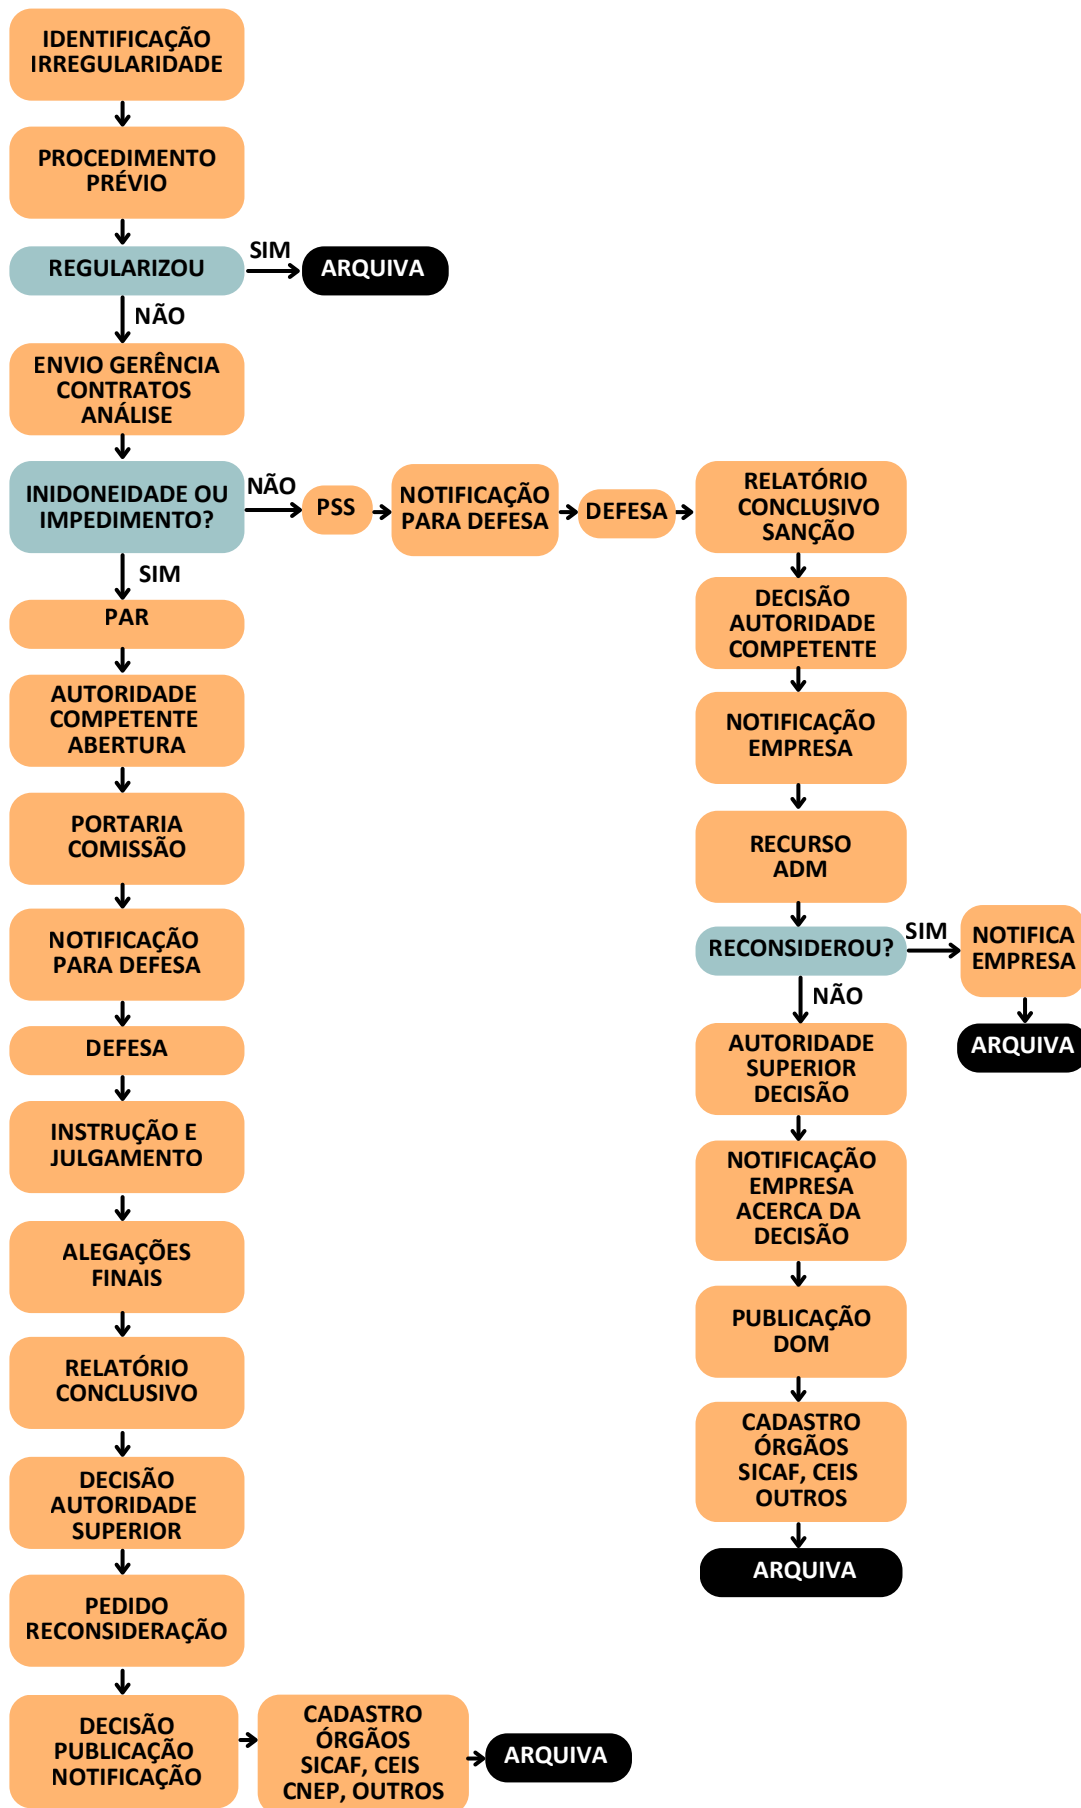 IDENTIFICAÇÃO
IRREGULARIDADE
PROCEDIMENTO
PRÉVIO
REGULARIZOU
SIM
ARQUIVA
NÃO
ENVIO GERÊNCIA
CONTRATOS
ANÁLISE
INIDONEIDADE OU
IMPEDIMENTO?
NÃO
PSS
NOTIFICAÇÃO
PARA DEFESA
DEFESA
RELATÓRIO
CONCLUSIVO
SANÇÃO
SIM
PAR
AUTORIDADE
COMPETENTE
ABERTURA
PORTARIA
COMISSÃO
NOTIFICAÇÃO
PARA DEFESA
DEFESA
INSTRUÇÃO E
JULGAMENTO
ALEGAÇÕES
FINAIS
RELATÓRIO
CONCLUSIVO
DECISÃO
AUTORIDADE
SUPERIOR
PEDIDO
RECONSIDERAÇÃO
DECISÃO
PUBLICAÇÃO
NOTIFICAÇÃO
CADASTRO
ÓRGÃOS
SICAF, CEIS
CNEP, OUTROS
ARQUIVA
DECISÃO
AUTORIDADE
COMPETENTE
NOTIFICAÇÃO
EMPRESA
RECURSO
ADM
RECONSIDEROU?
SIM
NOTIFICA
EMPRESA
ARQUIVA
NÃO
AUTORIDADE
SUPERIOR
DECISÃO
NOTIFICAÇÃO
EMPRESA
ACERCA DA
DECISÃO
PUBLICAÇÃO
DOM
CADASTRO
ÓRGÃOS
SICAF, CEIS
OUTROS
ARQUIVA